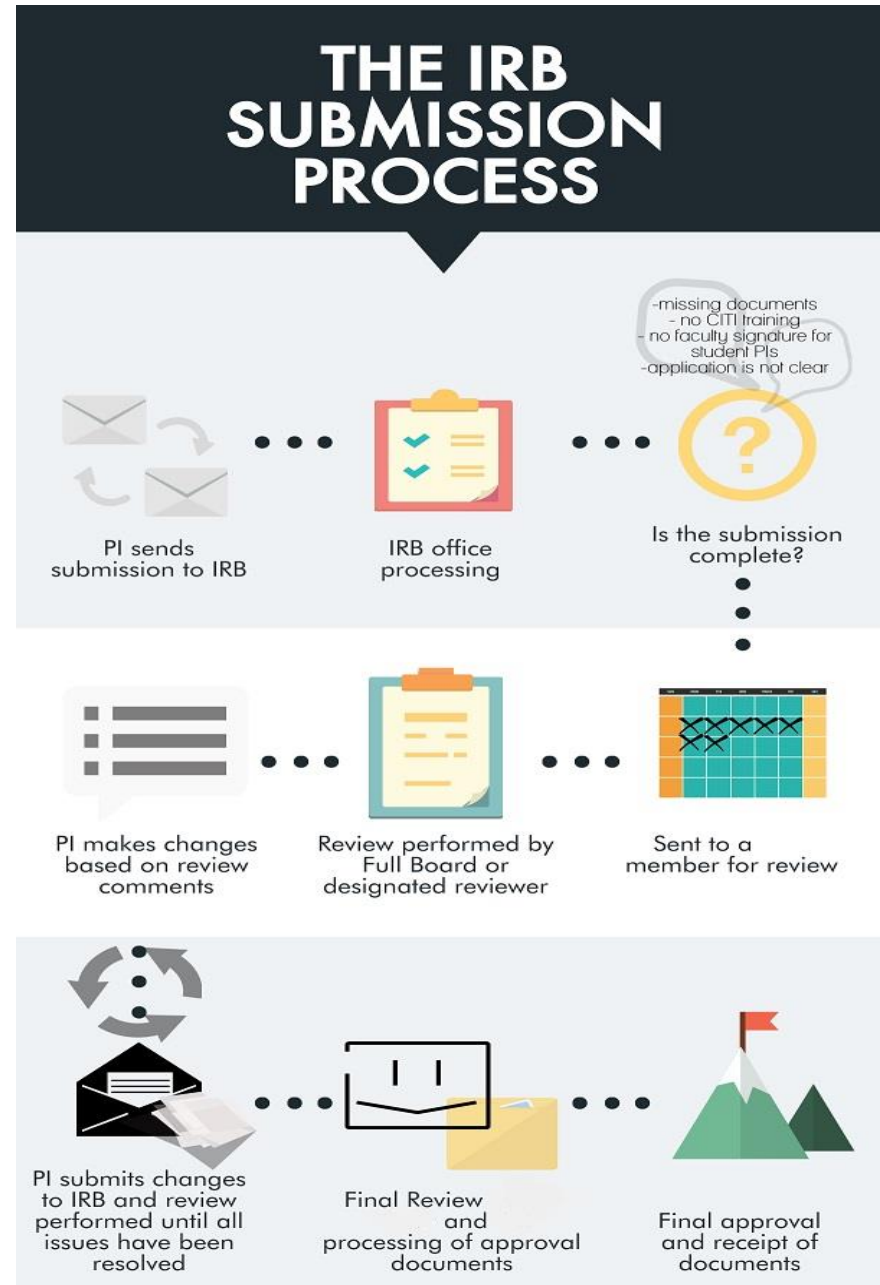 THE IRB
SUBMISSION
PROCESS
-missing documents
- no CITI training
- no faculty signature for
student PIs
-application is not clear
?
PI sends
submission to IRB
IRB office
processing
Is the submission
complete?
PI makes changes
based on review
comments
Review performed by
Full Board or
designated reviewer
Sent to a
member for review
PI submits changes
to IRB and review
performed until all
issues have been
resolved
Final Review
and
processing of approval
documents
Final approval
and receipt of
documents